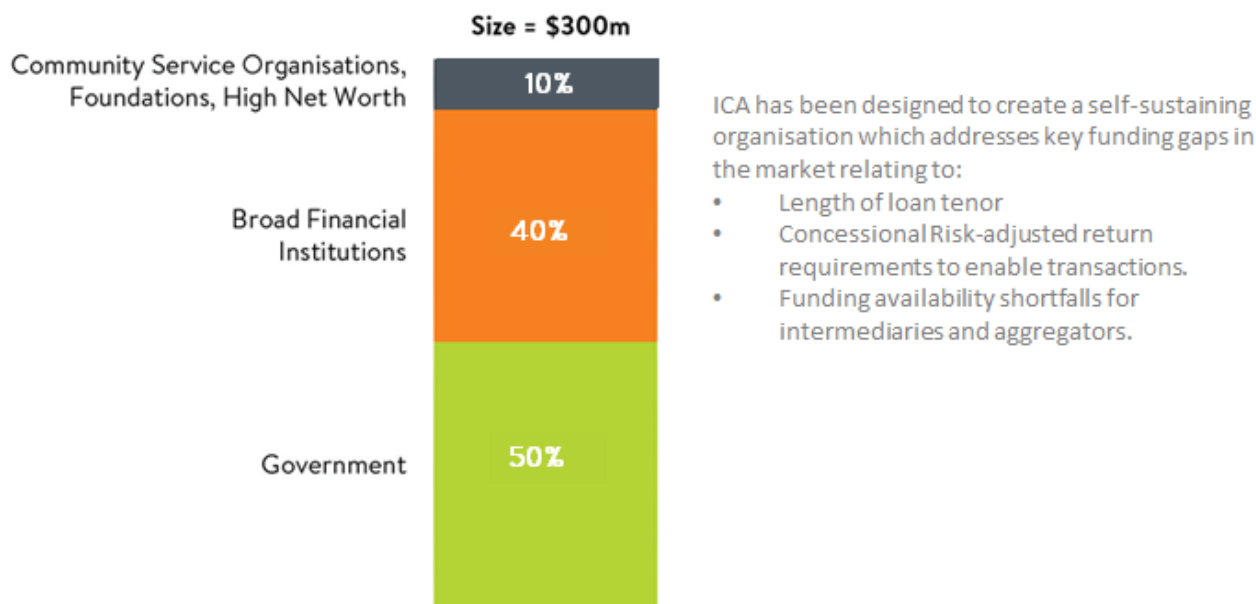 Size = $300m
Community Service Organisations,
Foundations, High Net Worth
10%
Broad Financial
Institutions
40%
Government
50%
ICA has been designed to create a self-sustaining
organisation which addresses key funding gaps in
the market relating to:
• Length of loan tenor
• Concessional Risk-adjusted return
requirements to enable transactions.
• Funding availability shortfalls for
intermediaries and aggregators.